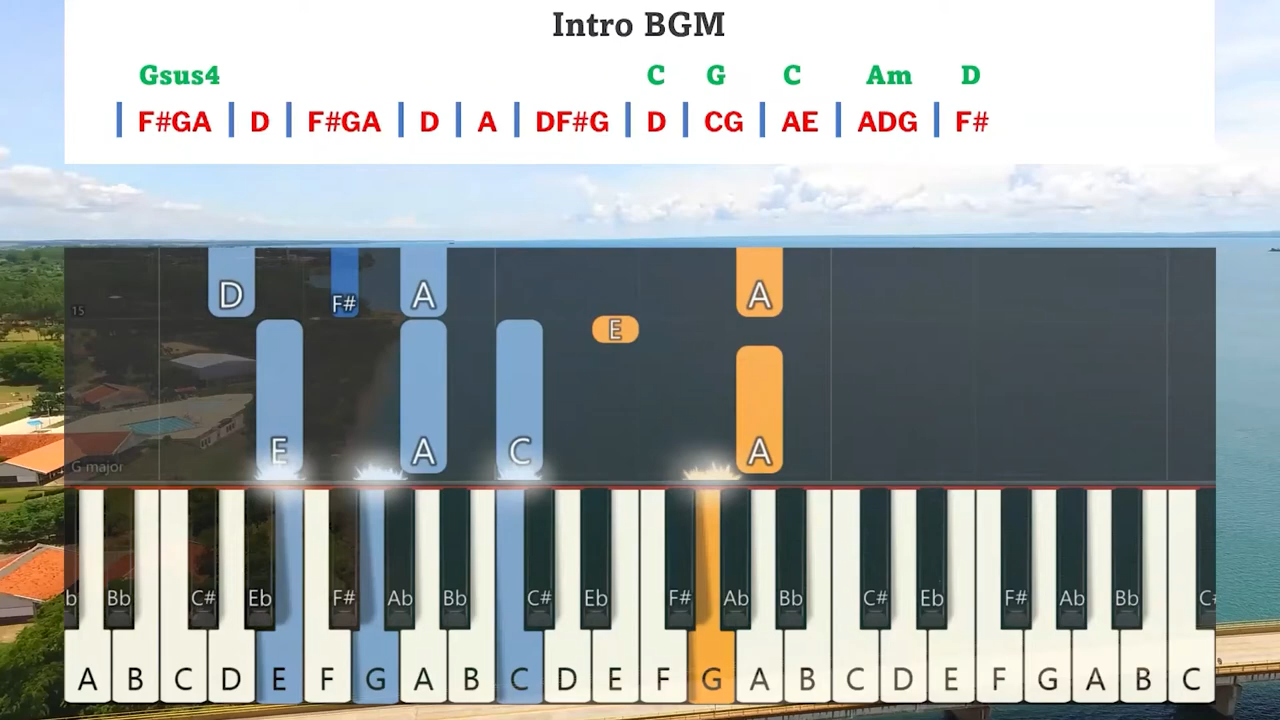 Intro BGM
Gsus4 C G C Am D
| F#GA | D | F#GA | D | A | DF#G | D | CG | AE | ADG | F#
D F# A A
15
E
E A C A
G major
b Bb C# Eb F# Ab Bb C# Eb F# Ab Bb C# Eb F# Ab Bb C#
A B C D E F G A B C D E F G A B C D E F G A B C